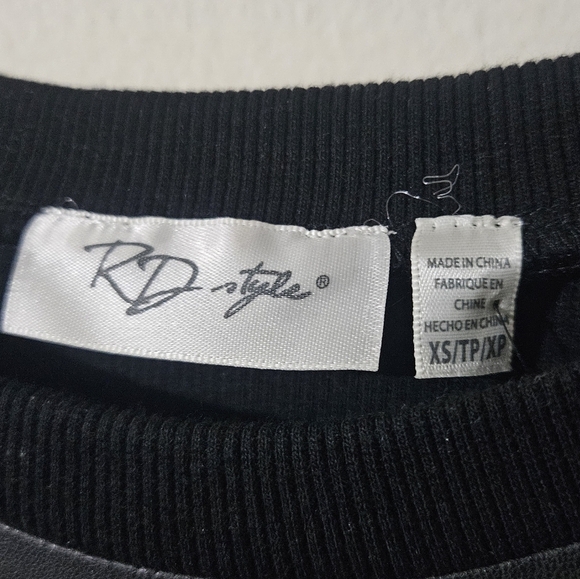 RD style®
MADE IN CHINA
FABRIQUE EN
CHINE
HECHO EN CHINA
XS/TP/XP